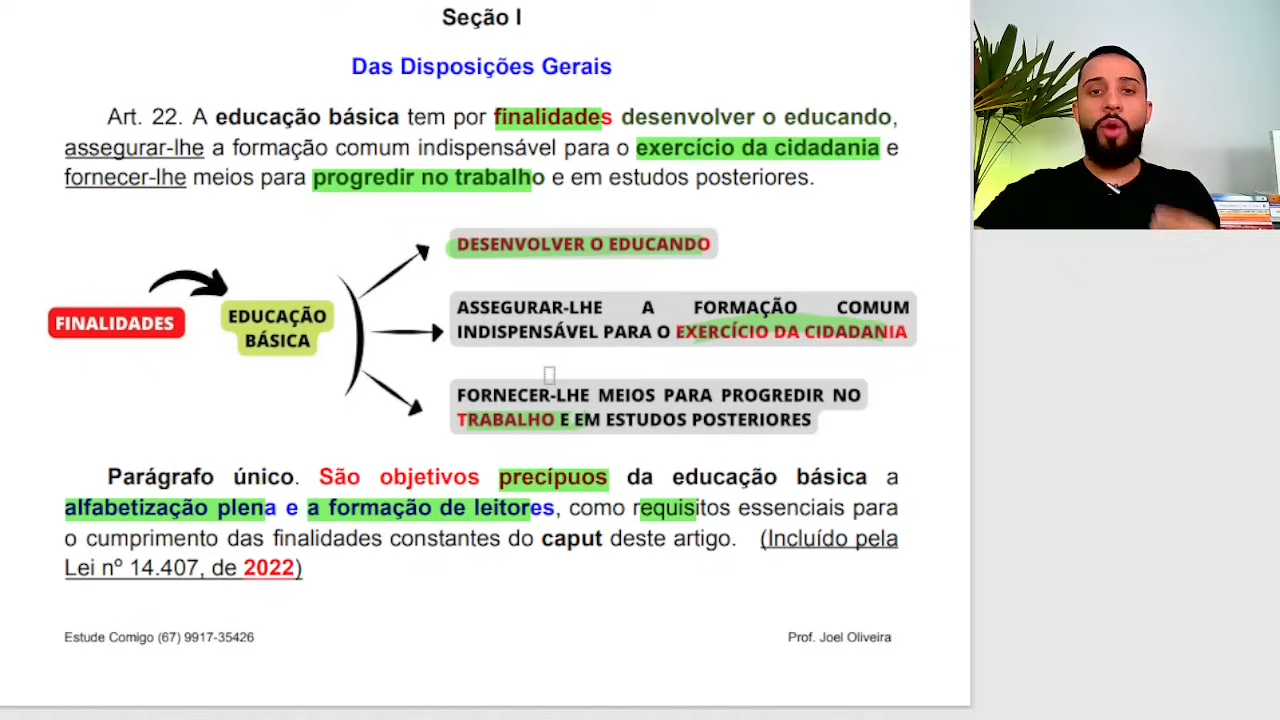 Seção I
Das Disposições Gerais
Art. 22. A educação básica tem por finalidades desenvolver o educando,
assegurar-lhe a formação comum indispensável para o exercício da cidadania e
fornecer-lhe meios para progredir no trabalho e em estudos posteriores.
FINALIDADES
EDUCAÇÃO
BÁSICA
DESENVOLVER O EDUCANDO
ASSEGURAR-LHE A FORMAÇÃO COMUM
INDISPENSÁVEL PARA O EXERCÍCIO DA CIDADANIA
FORNECER-LHE MEIOS PARA PROGREDIR NO
TRABALHO E EM ESTUDOS POSTERIORES
Parágrafo único. São objetivos precípuos da educação básica a
alfabetização plena e a formação de leitores, como requisitos essenciais para
o cumprimento das finalidades constantes do caput deste artigo. (Incluído pela
Lei nº 14.407, de 2022)
Estude Comigo (67) 9917-35426
Prof. Joel Oliveira